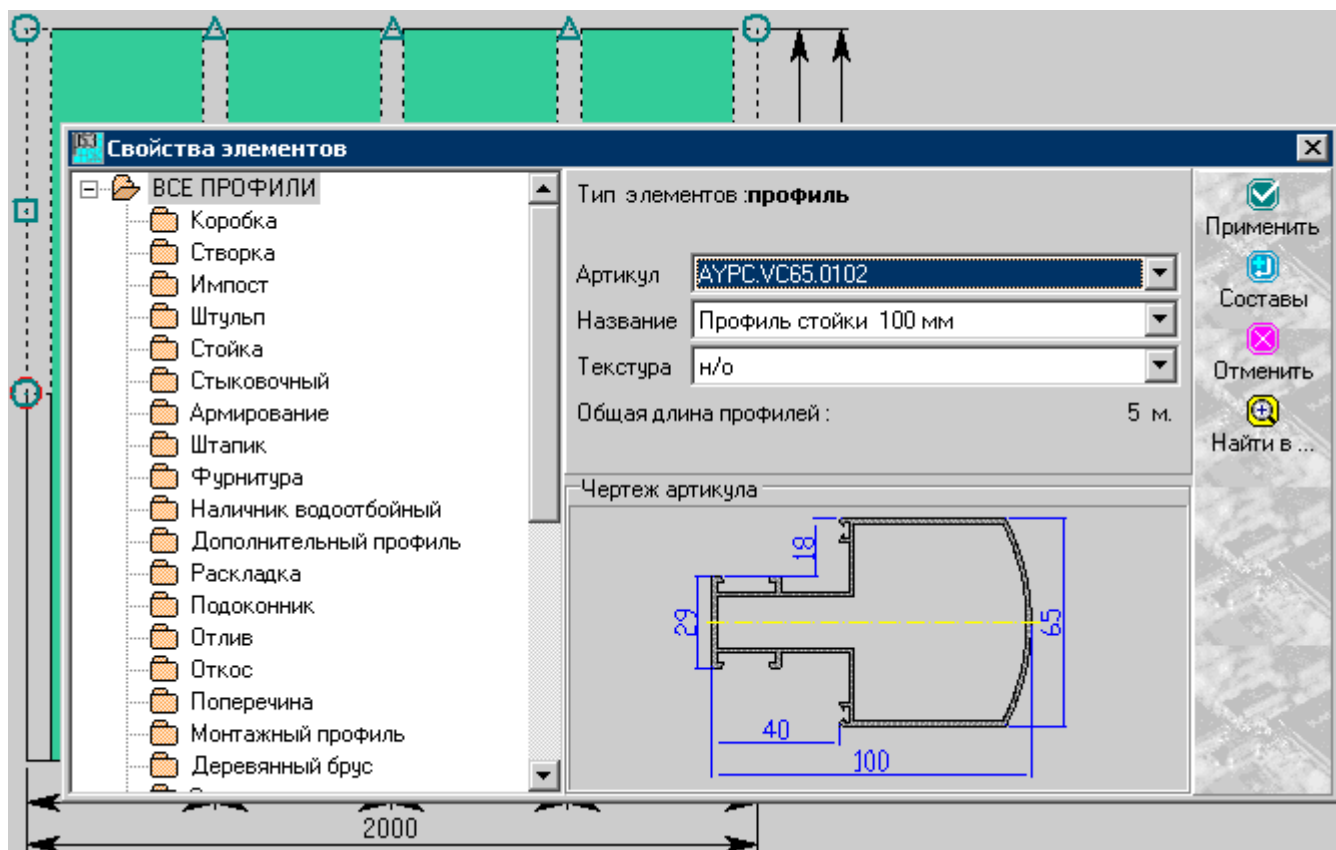 Свойства элементов
ВСЕ ПРОФИЛИ
Коробка
Створка
Импост
Штульп
Стойка
Стыковочный
Армирование
Штапик
Фурнитура
Наличник водоотбойный
Дополнительный профиль
Раскладка
Подоконник
Отлив
Откос
Поперечина
Монтажный профиль
Деревянный брус
Тип элементов :профиль
Артикул AYPC.VC65.0102
Название Профиль стойки 100 мм
Текстура н/о
Общая длина профилей : 5 м.
Чертеж артикула
18
29
65
40
100
Применить
Составы
Отменить
Найти в ...
2000